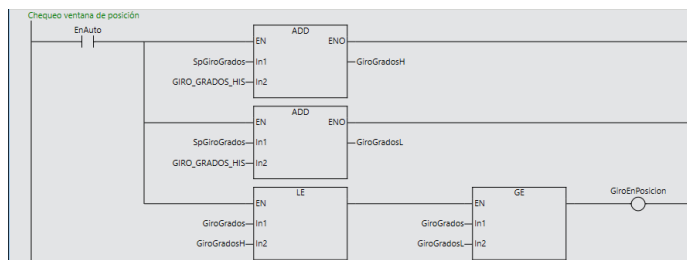 Chequeo ventana de posición
EnAuto
ADD
EN ENO
SpGiroGrados In1 GiroGradosH
GIRO_GRADOS_HIS In2
ADD
EN ENO
SpGiroGrados In1 GiroGradosL
GIRO_GRADOS_HIS In2
LE GE GiroEnPosicion
EN EN
GiroGrados In1 GiroGrados In1
GiroGradosH In2 GiroGradosL In2